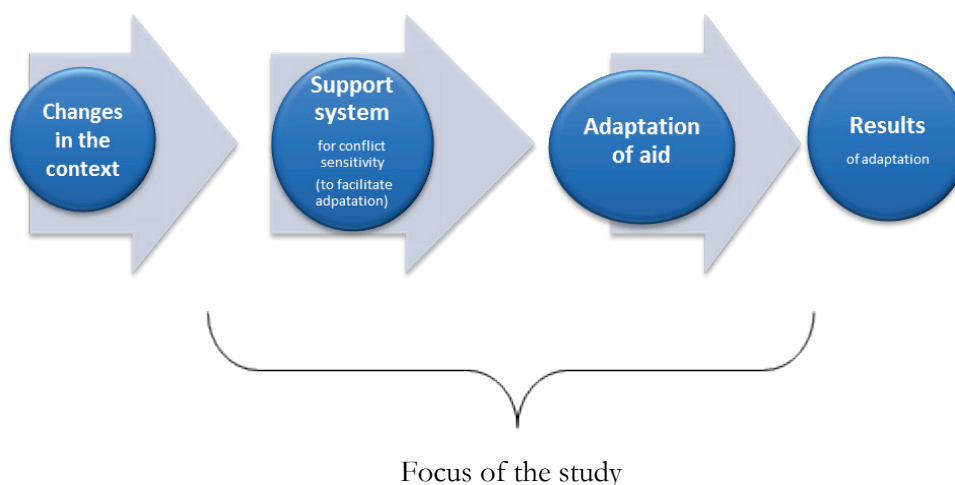 Changes
in the
context
Support
system
for conflict
sensitivity
(to facilitate
adpatation)
Adaptation
of aid
Results
of adaptation
Focus of the study